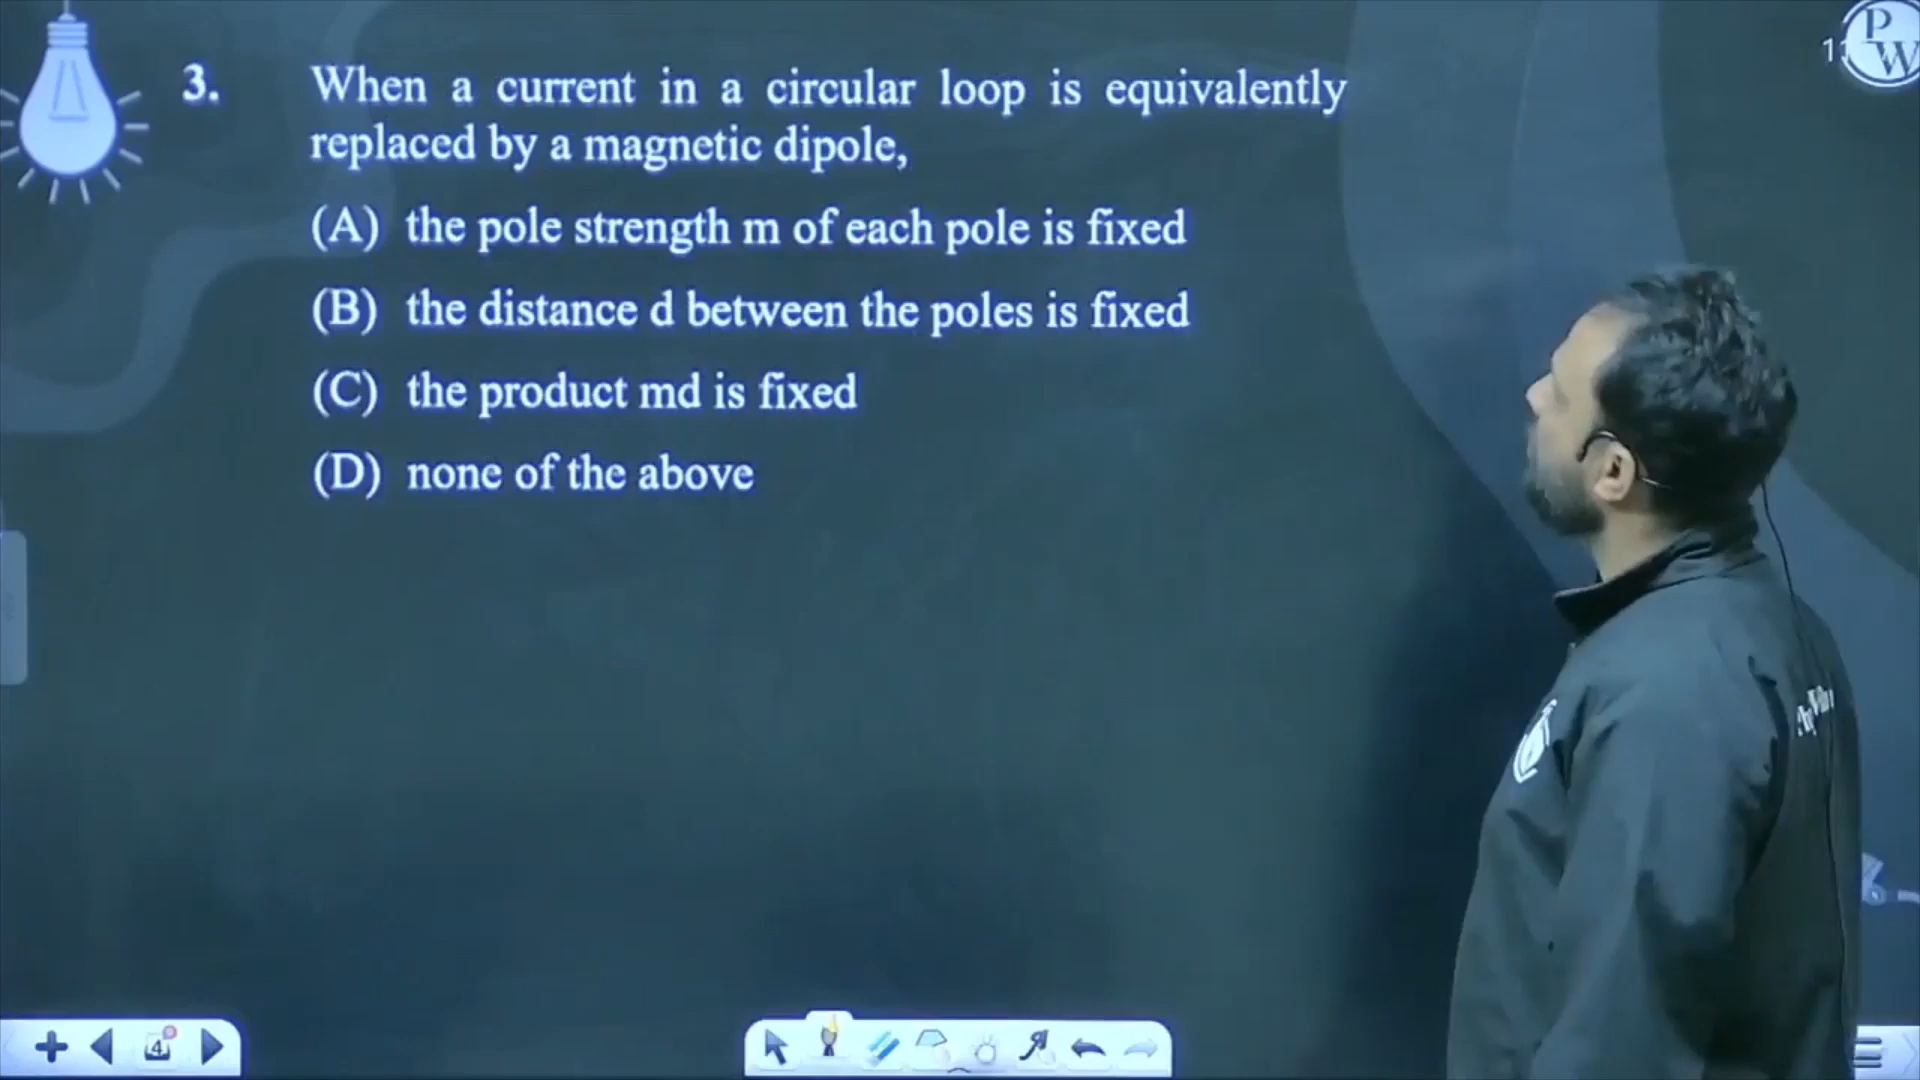 3. When a current in a circular loop is equivalently
replaced by a magnetic dipole,
(A) the pole strength m of each pole is fixed
(B) the distance d between the poles is fixed
(C) the product md is fixed
(D) none of the above
P
W
4